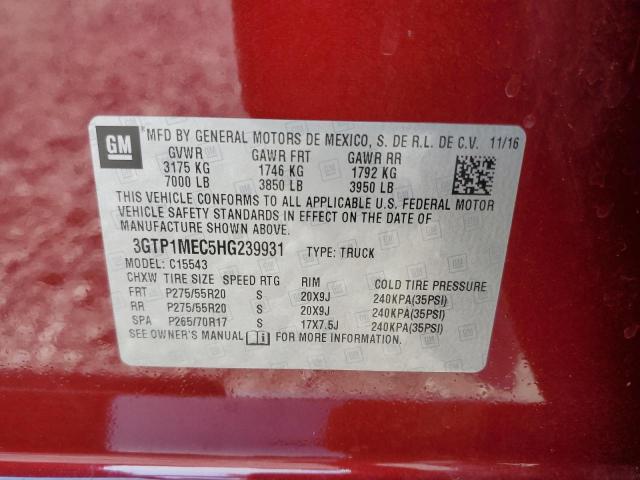 GM
MFD BY GENERAL MOTORS DE MEXICO, S. DE R.L. DE C.V. 11/16
GVWR GAWR FRT GAWR RR
3175 KG 1746 KG 1792 KG
7000 LB 3850 LB 3950 LB
THIS VEHICLE CONFORMS TO ALL APPLICABLE U.S. FEDERAL MOTOR
VEHICLE SAFETY STANDARDS IN EFFECT ON THE DATE OF
MANUFACTURE SHOWN ABOVE.
3GTP1MEC5HG239931 TYPE: TRUCK
MODEL: C15543
CHXW TIRE SIZE SPEED RTG RIM COLD TIRE PRESSURE
FRT P275/55R20 S 20X9J 240KPA(35PSI)
RR P275/55R20 S 20X9J 240KPA(35PSI)
SPA P265/70R17 S 17X7.5J 240KPA(35PSI)
SEE OWNER'S MANUAL FOR MORE INFORMATION.